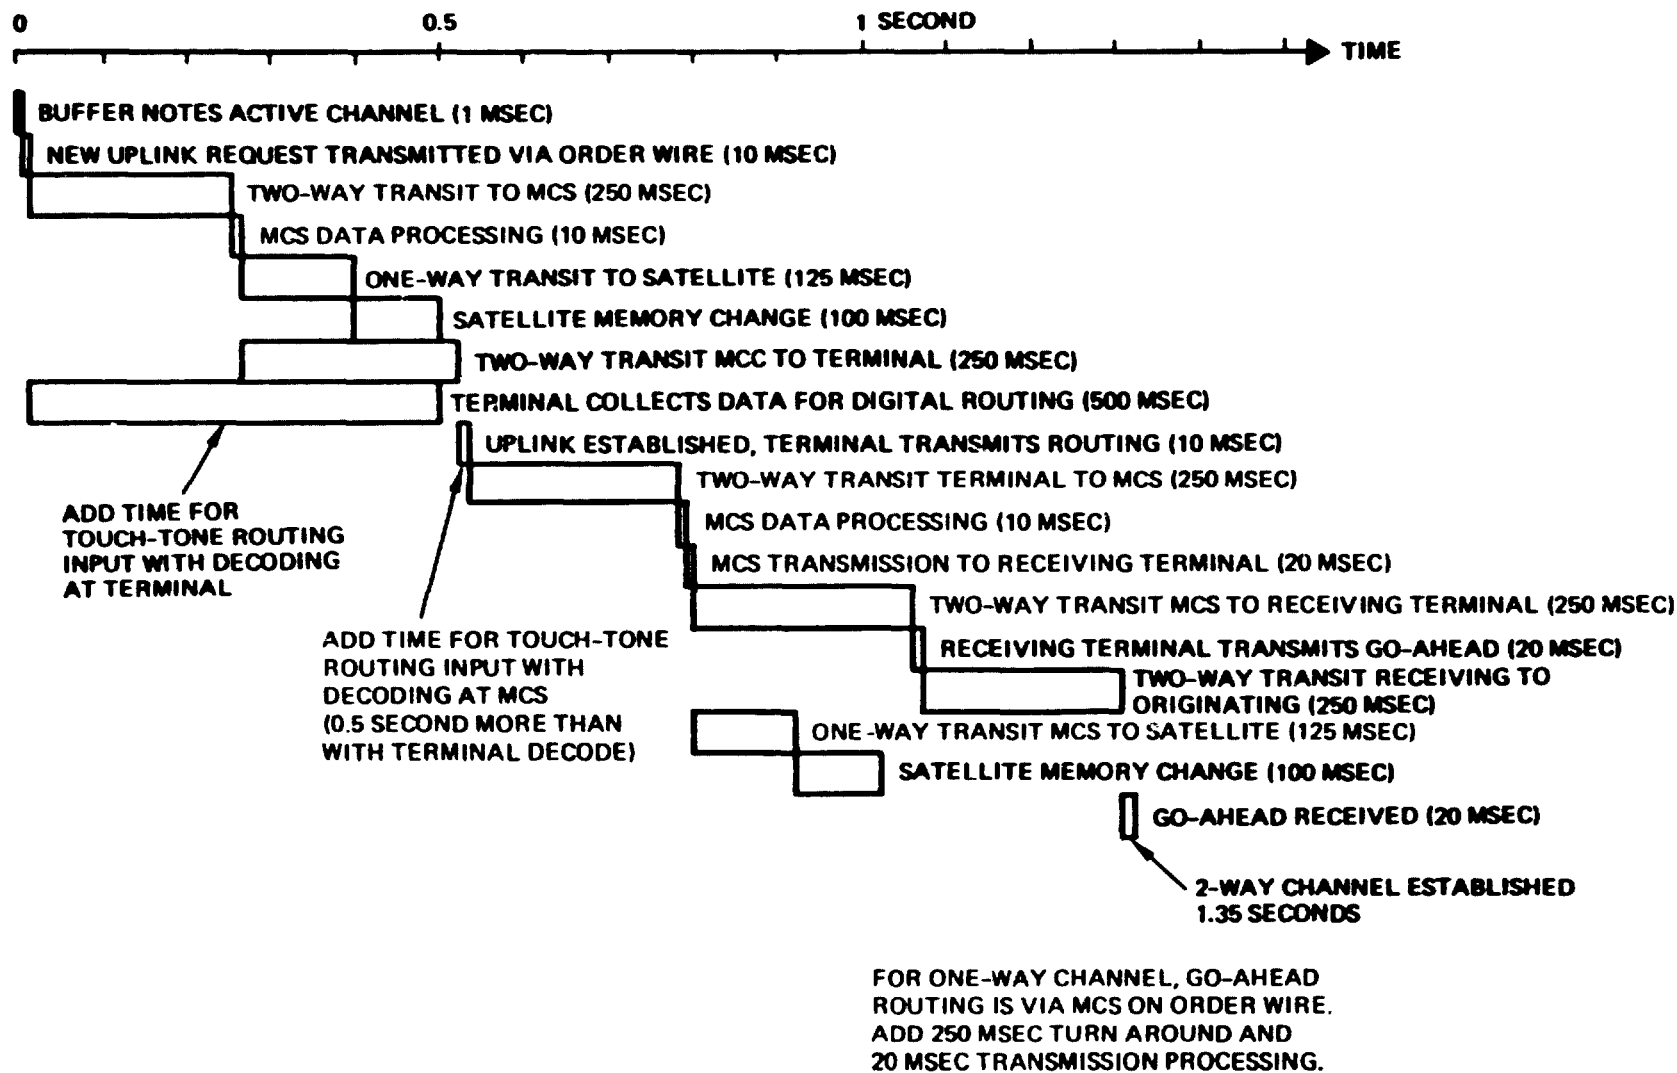 0 0.5 1 SECOND
TIME
BUFFER NOTES ACTIVE CHANNEL (1 MSEC)
NEW UPLINK REQUEST TRANSMITTED VIA ORDER WIRE (10 MSEC)
TWO-WAY TRANSIT TO MCS (250 MSEC)
MCS DATA PROCESSING (10 MSEC)
ONE-WAY TRANSIT TO SATELLITE (125 MSEC)
SATELLITE MEMORY CHANGE (100 MSEC)
TWO-WAY TRANSIT MCC TO TERMINAL (250 MSEC)
TERMINAL COLLECTS DATA FOR DIGITAL ROUTING (500 MSEC)
UPLINK ESTABLISHED, TERMINAL TRANSMITS ROUTING (10 MSEC)
TWO-WAY TRANSIT TERMINAL TO MCS (250 MSEC)
ADD TIME FOR
TOUCH-TONE ROUTING
INPUT WITH DECODING
AT TERMINAL
MCS DATA PROCESSING (10 MSEC)
MCS TRANSMISSION TO RECEIVING TERMINAL (20 MSEC)
TWO-WAY TRANSIT MCS TO RECEIVING TERMINAL (250 MSEC)
ADD TIME FOR TOUCH-TONE
ROUTING INPUT WITH
DECODING AT MCS
(0.5 SECOND MORE THAN
WITH TERMINAL DECODE)
RECEIVING TERMINAL TRANSMITS GO-AHEAD (20 MSEC)
TWO-WAY TRANSIT RECEIVING TO
ORIGINATING (250 MSEC)
ONE-WAY TRANSIT MCS TO SATELLITE (125 MSEC)
SATELLITE MEMORY CHANGE (100 MSEC)
GO-AHEAD RECEIVED (20 MSEC)
2-WAY CHANNEL ESTABLISHED
1.35 SECONDS
FOR ONE-WAY CHANNEL, GO-AHEAD
ROUTING IS VIA MCS ON ORDER WIRE.
ADD 250 MSEC TURN AROUND AND
20 MSEC TRANSMISSION PROCESSING.